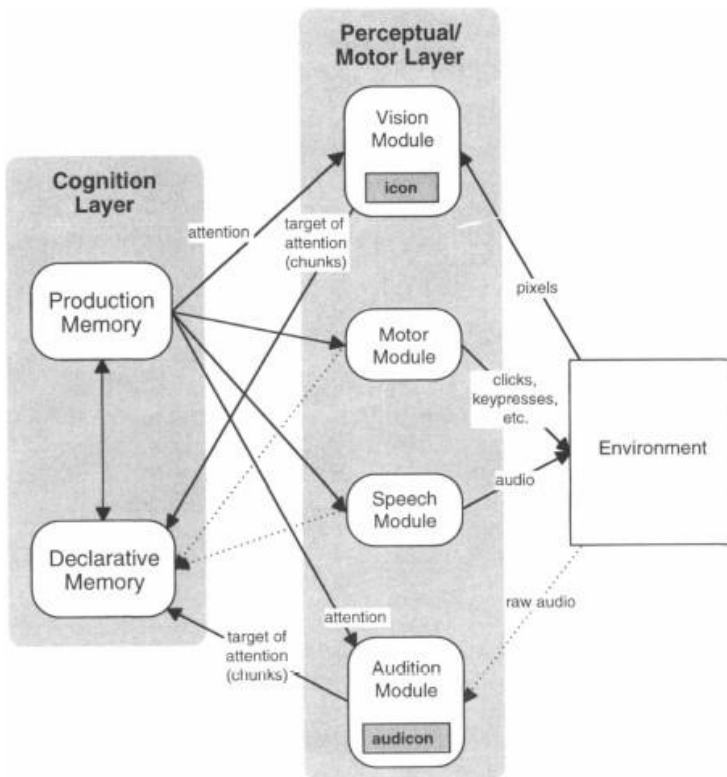 Perceptual/
Motor Layer
Vision
Module
icon
Cognition
Layer
attention
target of
attention
(chunks)
Production
Memory
pixels
Motor
Module
clicks,
keypresses,
etc.
Environment
audio
Speech
Module
Declarative
Memory
raw audio
attention
target of
attention
(chunks)
Audition
Module
audicon